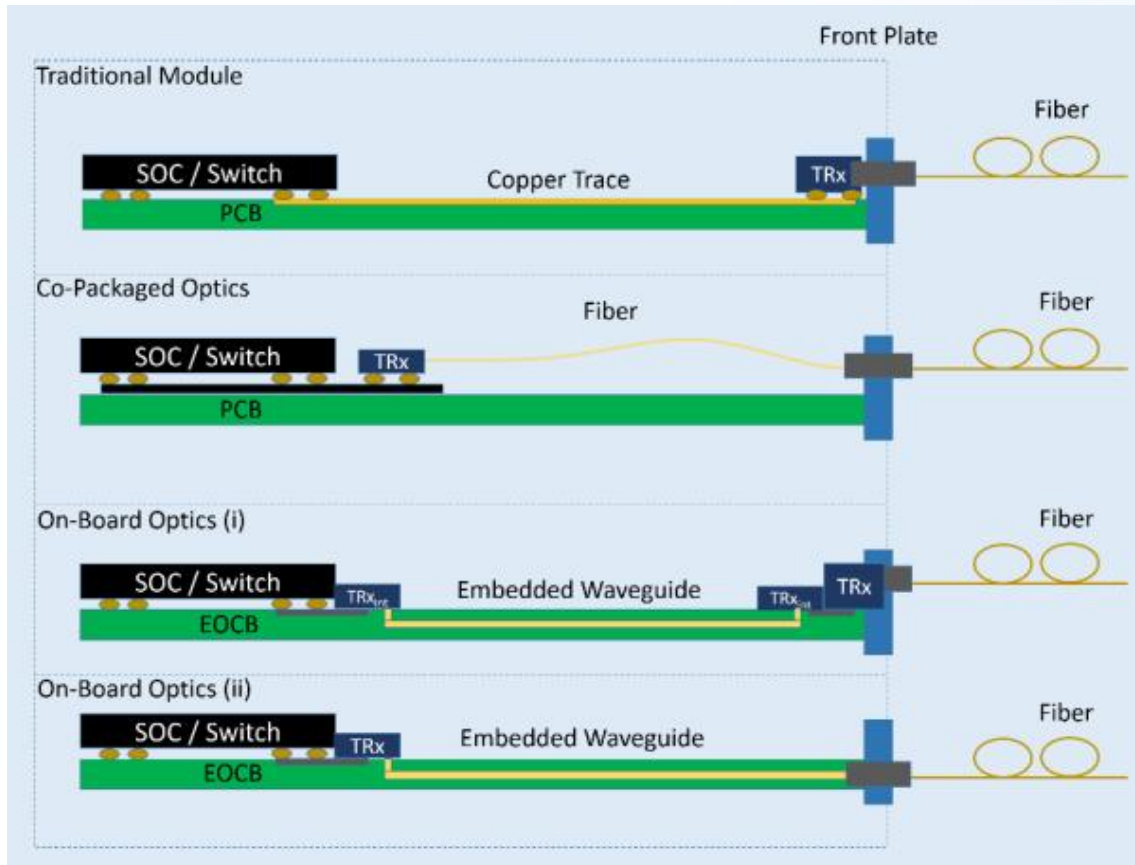 Front Plate
Traditional Module
Fiber
SOC / Switch
Copper Trace
TRx
PCB
Co-Packaged Optics
Fiber
Fiber
SOC / Switch
TRx
PCB
On-Board Optics (i)
Fiber
SOC / Switch
TRxint
Embedded Waveguide
TRxint
TRx
EOCB
On-Board Optics (ii)
Fiber
SOC / Switch
TRx
Embedded Waveguide
EOCB